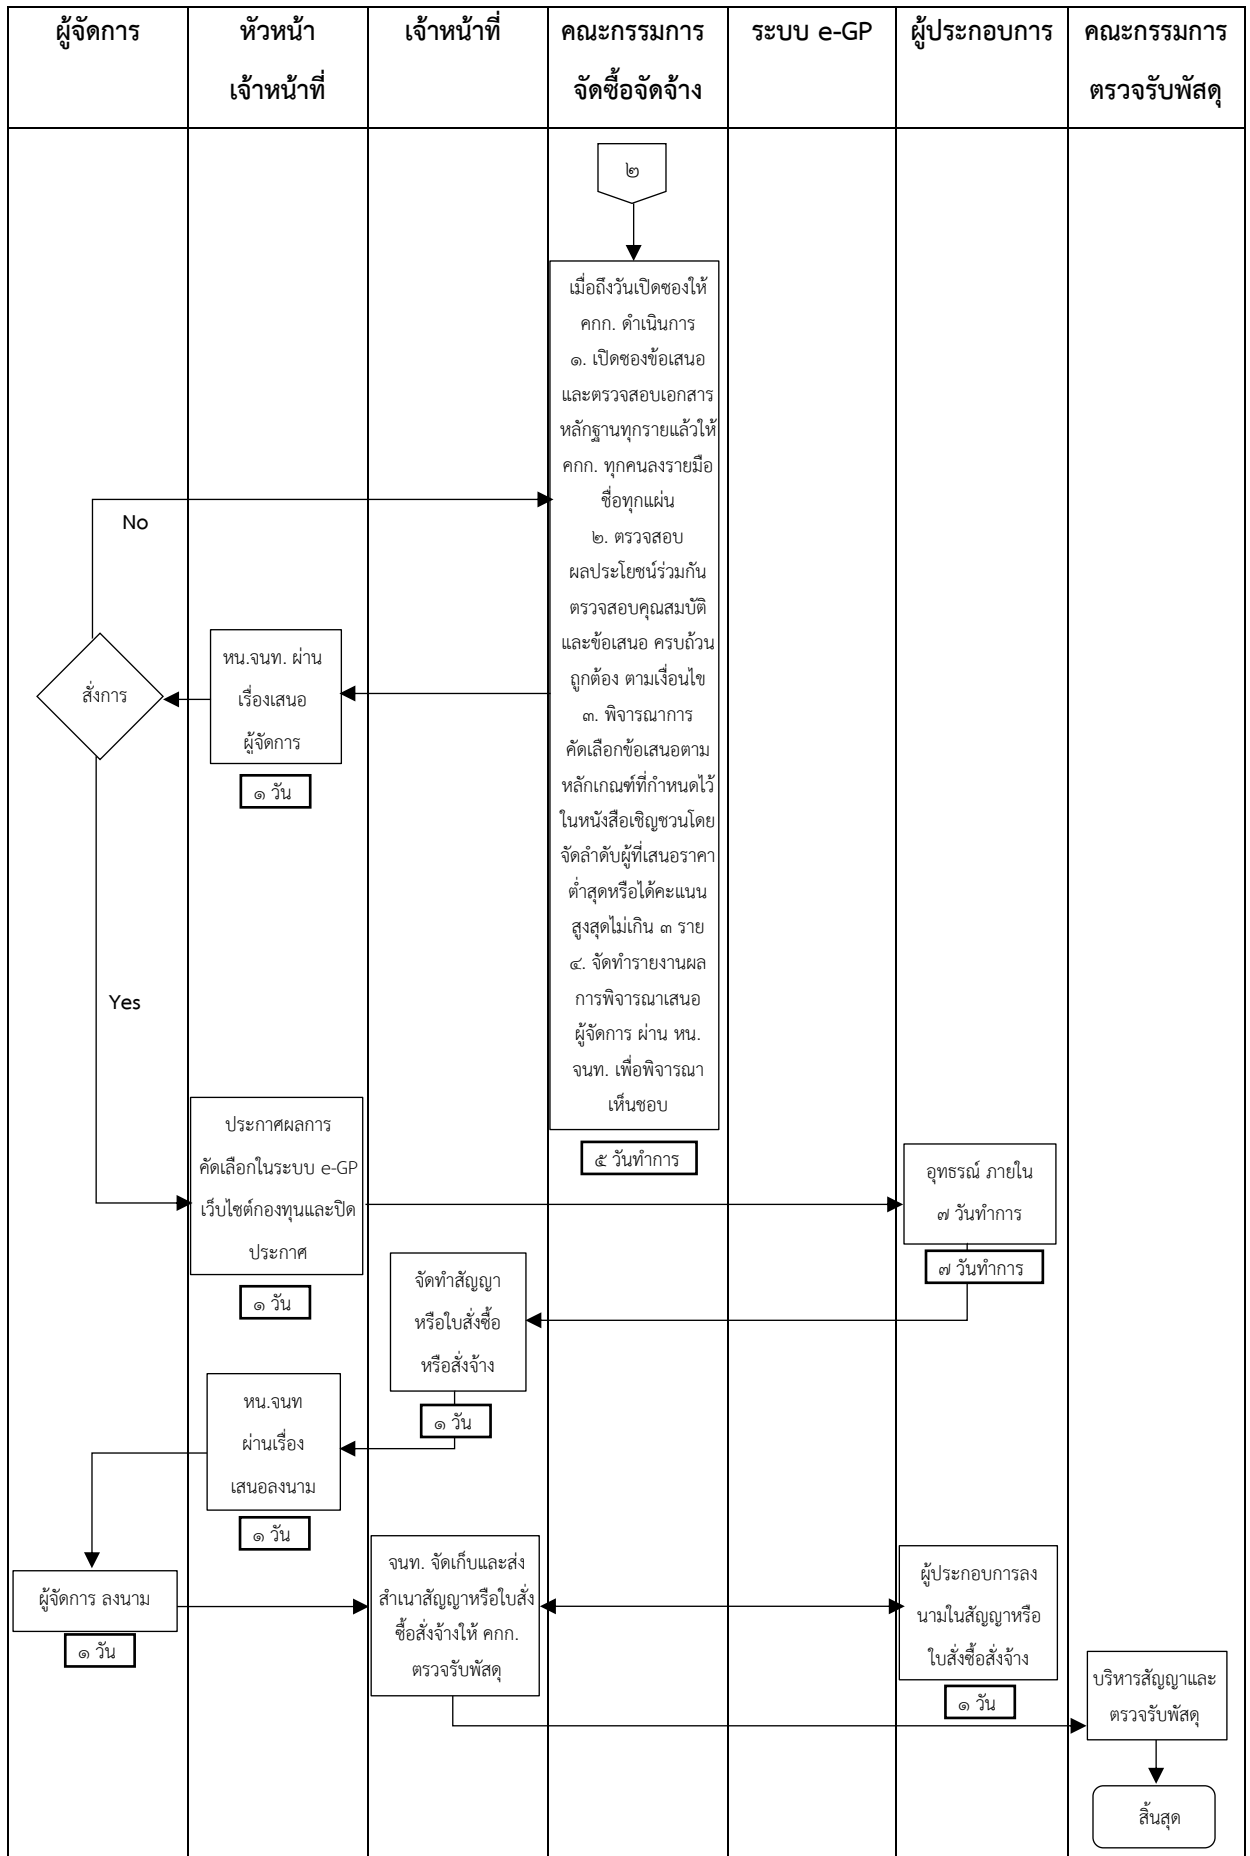 ผู้จัดการ
หัวหน้า
เจ้าหน้าที่
เจ้าหน้าที่
คณะกรรมการ
จัดซื้อจัดจ้าง
ระบบ e-GP
ผู้ประกอบการ
คณะกรรมการ
ตรวจรับพัสดุ
๒
เมื่อถึงวันเปิดซองให้
คกก. ดำเนินการ
๑. เปิดซองข้อเสนอ
และตรวจสอบเอกสาร
หลักฐานทุกรายแล้วให้
คกก. ทุกคนลงรายมือ
ชื่อทุกแผ่น
๒. ตรวจสอบ
ผลประโยชน์ร่วมกัน
ตรวจสอบคุณสมบัติ
และข้อเสนอ ครบถ้วน
ถูกต้อง ตามเงื่อนไข
๓. พิจารณาการ
คัดเลือกข้อเสนอตาม
หลักเกณฑ์ที่กำหนดไว้
ในหนังสือเชิญชวนโดย
จัดลำดับผู้ที่เสนอราคา
ต่ำสุดหรือได้คะแนน
สูงสุดไม่เกิน ๓ ราย
๔. จัดทำรายงานผล
การพิจารณาเสนอ
ผู้จัดการ ผ่าน หน.
จนท. เพื่อพิจารณา
เห็นชอบ
๕ วันทำการ
No
หน.จนท. ผ่าน
เรื่องเสนอ
ผู้จัดการ
๑ วัน
สั่งการ
Yes
ประกาศผลการ
คัดเลือกในระบบ e-GP
เว็บไซต์กองทุนและปิด
ประกาศ
๑ วัน
อุทธรณ์ ภายใน
๗ วันทำการ
๗ วันทำการ
จัดทำสัญญา
หรือใบสั่งซื้อ
หรือสั่งจ้าง
๑ วัน
หน.จนท
ผ่านเรื่อง
เสนอลงนาม
๑ วัน
ผู้จัดการ ลงนาม
๑ วัน
จนท. จัดเก็บและส่ง
สำเนาสัญญาหรือใบสั่ง
ซื้อสั่งจ้างให้ คกก.
ตรวจรับพัสดุ
ผู้ประกอบการลง
นามในสัญญาหรือ
ใบสั่งซื้อสั่งจ้าง
๑ วัน
บริหารสัญญาและ
ตรวจรับพัสดุ
สิ้นสุด